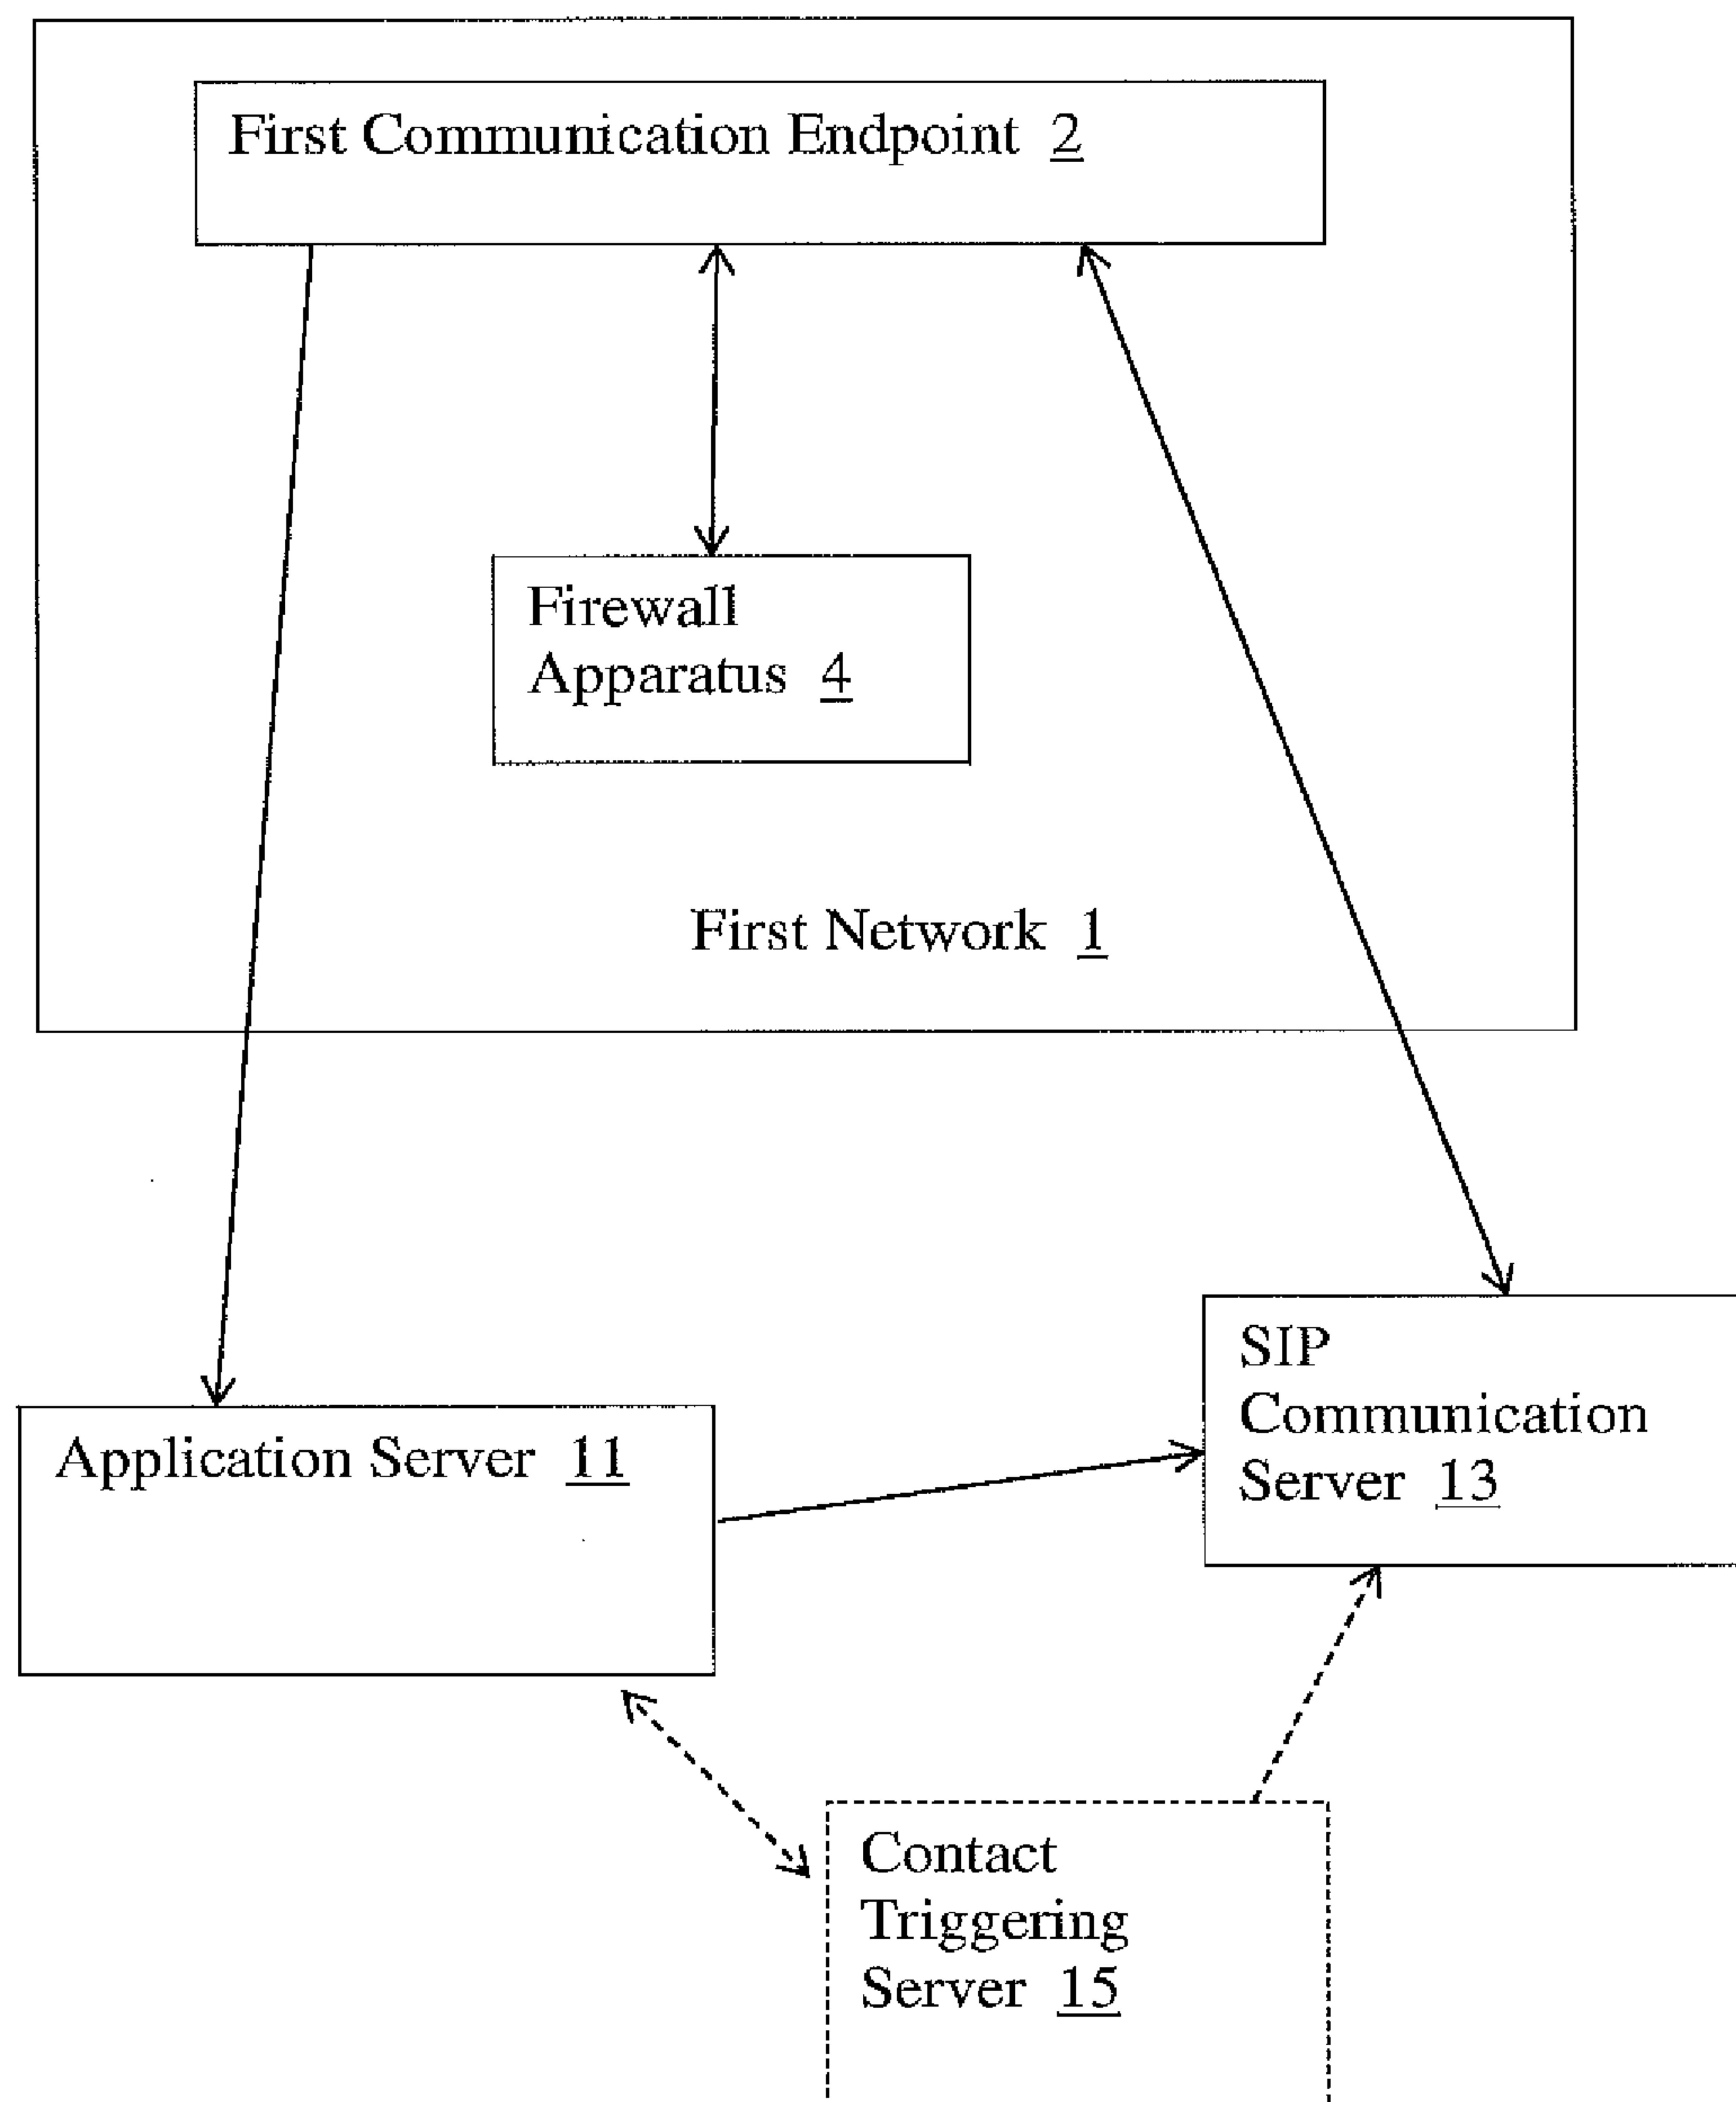 First Communication Endpoint 2
Firewall
Apparatus 4
First Network 1
SIP
Communication
Server 13
Application Server 11
Contact
Triggering
Server 15